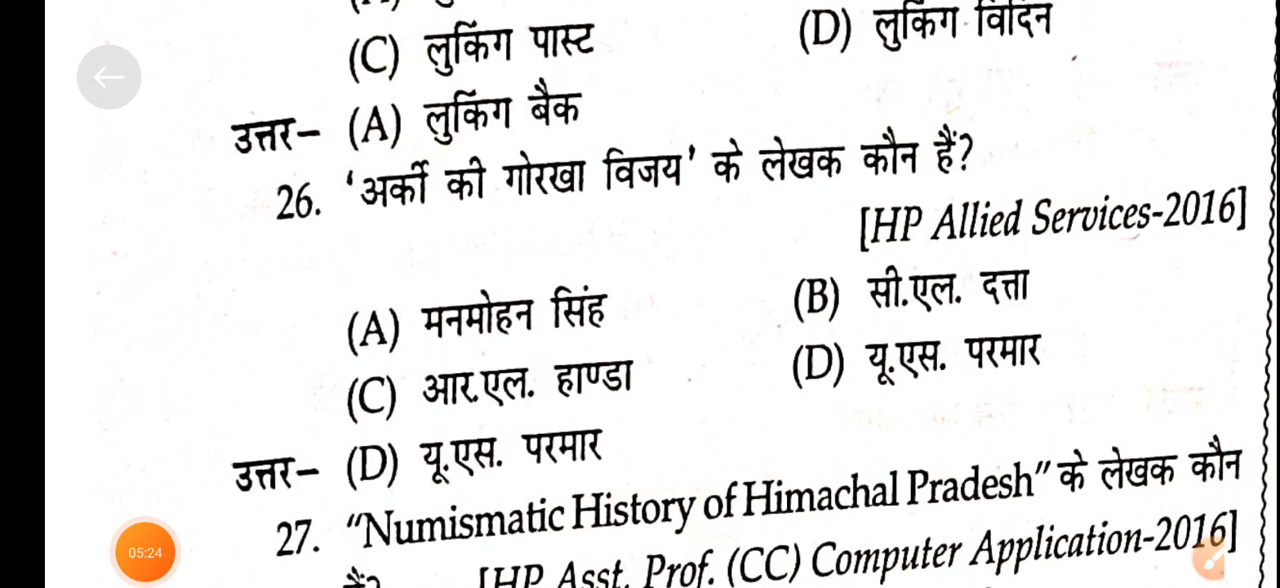 (C) लुकिंग पास्ट (D) लुकिंग विदिन
उत्तर– (A) लुकिंग बैक
26. ‘अर्की की गोरखा विजय’ के लेखक कौन हैं?
[HP Allied Services-2016]
(A) मनमोहन सिंह (B) सी.एल. दत्ता
(C) आर.एल. हाण्डा (D) यू.एस. परमार
उत्तर– (D) यू.एस. परमार
27. “Numismatic History of Himachal Pradesh” के लेखक कौन
हैं? [HP Asst. Prof. (CC) Computer Application-2016]
05:24